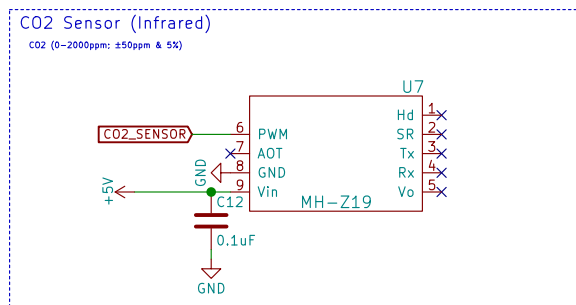 CO2 Sensor (Infrared)
CO2 (0-2000ppm; ±50ppm & 5%)
U7
Hd 1
CO2_SENSOR 6 PWM SR 2
7 AOT Tx 3
GND 8 GND Rx 4
+5V 9 Vin Vo 5
C12 MH-Z19
0.1uF
GND